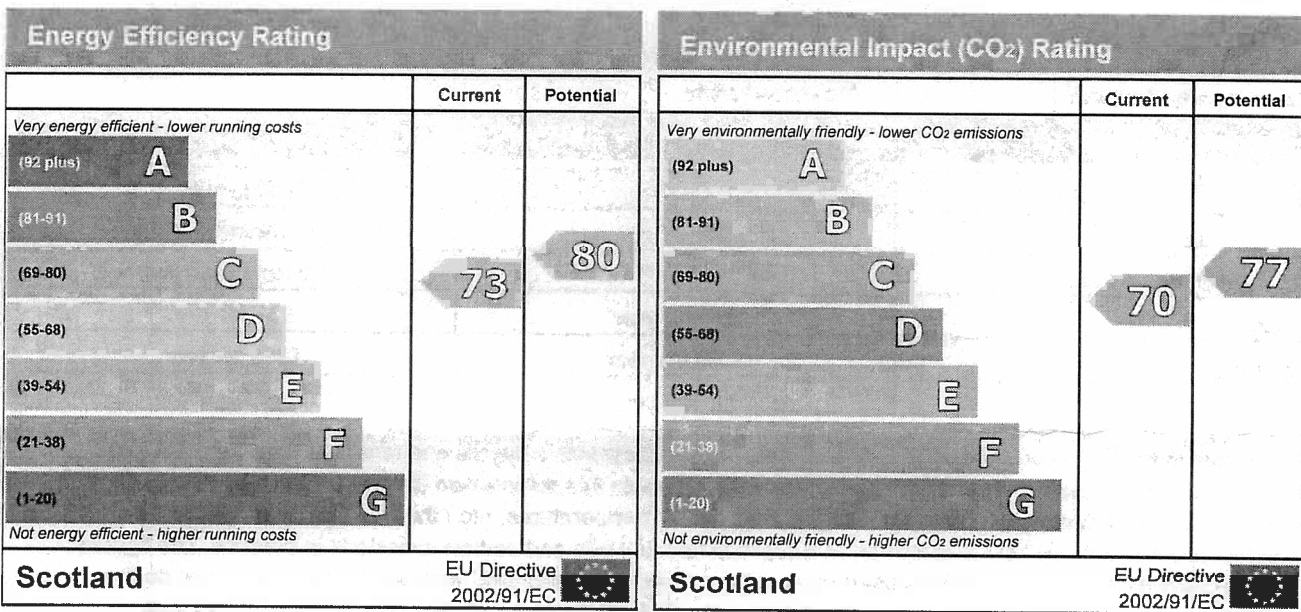 Energy Efficiency Rating
Current Potential
Very energy efficient - lower running costs
(92 plus) A
(81-91) B
(69-80) C
73
80
(55-68) D
(39-54) E
(21-38) F
(1-20) G
Not energy efficient - higher running costs
Scotland
EU Directive
2002/91/EC
Environmental Impact (CO2) Rating
Current Potential
Very environmentally friendly - lower CO2 emissions
(92 plus) A
(81-91) B
(69-80) C
70
77
(55-68) D
(39-54) E
(21-38) F
(1-20) G
Not environmentally friendly - higher CO2 emissions
Scotland
EU Directive
2002/91/EC